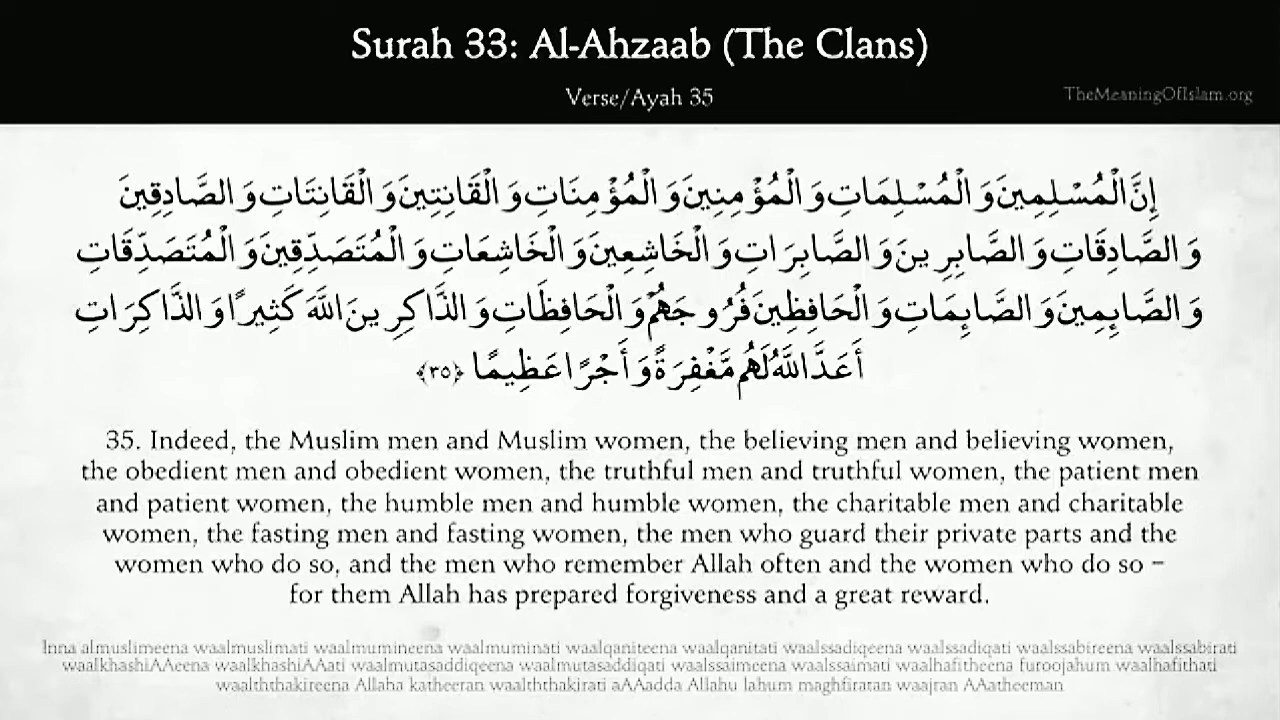 Surah 33: Al-Ahzaab (The Clans)
Verse/Ayah 35
TheMeaningOfIslam.org
إِنَّ الْمُسْلِمِينَ وَ الْمُسْلِمَاتِ وَ الْمُؤْمِنِينَ وَ الْمُؤْمِنَاتِ وَ الْقَانِتِينَ وَ الْقَانِتَاتِ وَ الصَّادِقِينَ
وَ الصَّادِقَاتِ وَ الصَّابِرِينَ وَ الصَّابِرَاتِ وَ الْخَاشِعِينَ وَ الْخَاشِعَاتِ وَ الْمُتَصَدِّقِينَ وَ الْمُتَصَدِّقَاتِ
وَ الصَّايِمِينَ وَ الصَّايِمَاتِ وَ الْحَافِظِينَ فُرُوجَهُمْ وَ الْحَافِظَاتِ وَ الذَّاكِرِينَ اللَّهَ كَثِيرًا وَ الذَّاكِرَاتِ
أَعَدَّ اللَّهُ لَهُم مَّغْفِرَةً وَ أَجْرًا عَظِيمًا ﴿٣٥﴾
35. Indeed, the Muslim men and Muslim women, the believing men and believing women,
the obedient men and obedient women, the truthful men and truthful women, the patient men
and patient women, the humble men and humble women, the charitable men and charitable
women, the fasting men and fasting women, the men who guard their private parts and the
women who do so, and the men who remember Allah often and the women who do so –
for them Allah has prepared forgiveness and a great reward.
Inna almuslimeena waalmuslimati waalmumineena waalmuminati waalqaniteena waalqanitati waalssadiqeena waalssadiqati waalssabireena waalssabirati
waalkhashiAAeena waalkhashiAAati waalmutasaddiqeena waalmutasaddiqati waalssaimeena waalssaimati waalhafitheena furoojahum waalhafithati
waalththakireena Allaha katheeran waalththakirati aAAadda Allahu lahum maghfiratan waajran AAatheeman